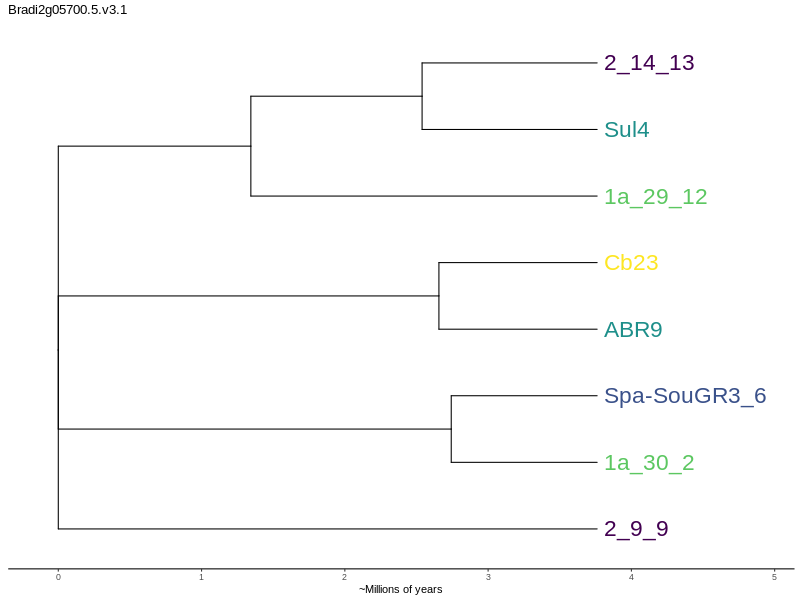 Bradi2g05700.5.v3.1
2_14_13
Sul4
1a_29_12
Cb23
ABR9
Spa-SouGR3_6
1a_30_2
2_9_9
0 1 2 3 4 5
~Millions of years